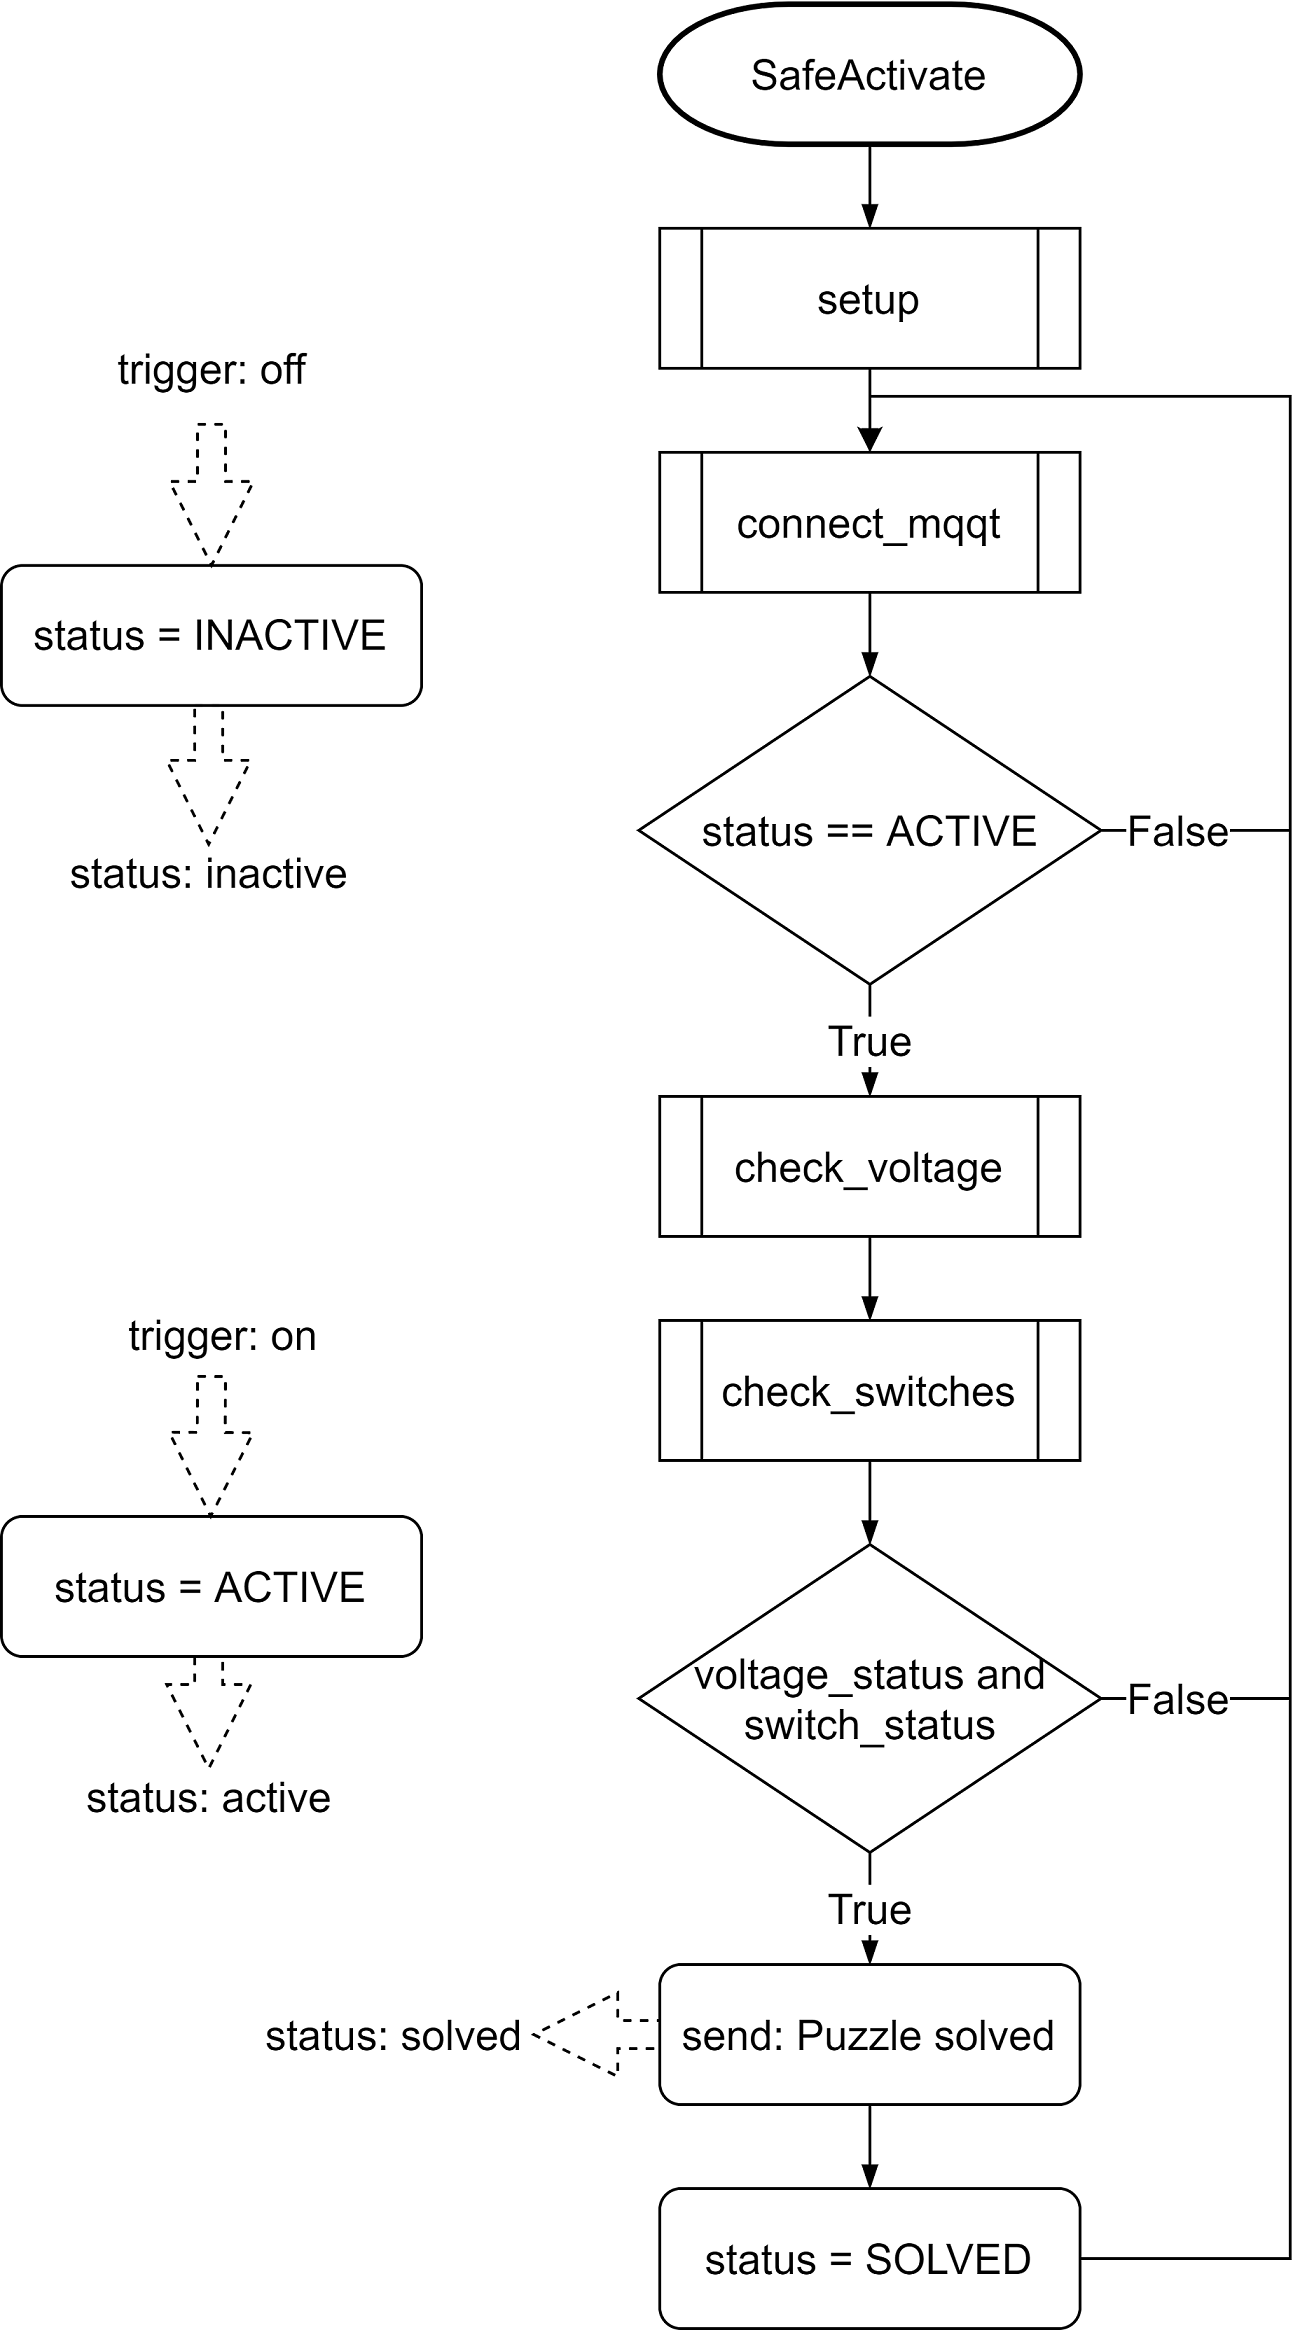 SafeActivate
setup
trigger: off
connect_mqqt
status = INACTIVE
status == ACTIVE
False
status: inactive
True
check_voltage
trigger: on
check_switches
status = ACTIVE
voltage_status and
switch_status
False
status: active
True
status: solved
send: Puzzle solved
status = SOLVED